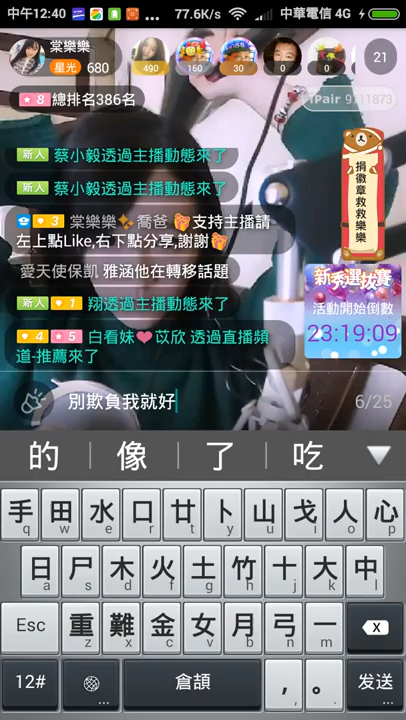 中午12:40 ... 77.6K/s 中華電信 4G
棠樂樂
星光 680
490 160 30 0 0 21
8 總排名386名
17Pair 9111873
新人 蔡小毅透過主播動態來了
新人 蔡小毅透過主播動態來了
3 棠樂樂✨喬爸 🎁支持主播請
左上點Like,右下點分享,謝謝🎁
愛天使保凱 雅涵他在轉移話題
新人 1 翔透過主播動態來了
4 5 白看妹❤苡欣 透過直播頻
道-推薦來了
捐徽章救救樂樂
新秀選拔賽
活動開始倒數
23:19:09
別欺負我就好 6/25
的 像 了 吃
手 田 水 口 廿 卜 山 戈 人 心
q w e r t y u i o p
日 尸 木 火 土 竹 十 大 中
a s d f g h j k l
Esc 重 難 金 女 月 弓 一
z x c v b n m
12# 倉頡 , 。 发送